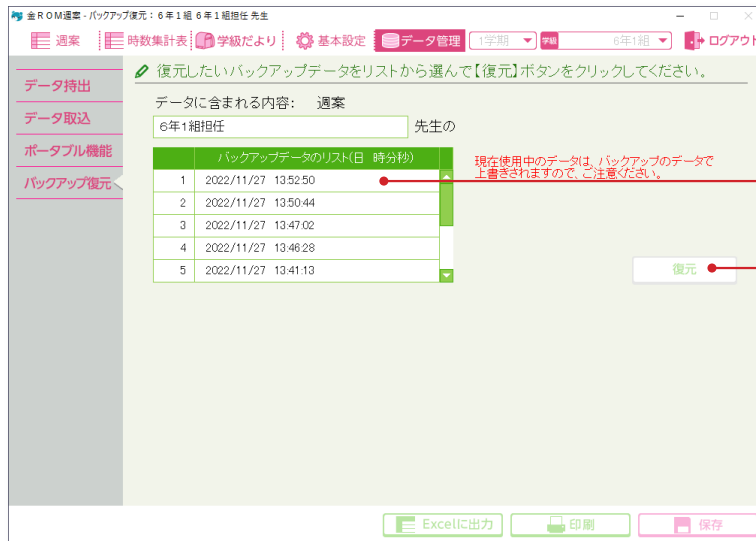 金ROM週案 - バックアップ復元： 6年1組 6年1組担任 先生
週案 時数集計表 学級だより 基本設定 データ管理 1学期 学級 6年1組 ログアウト
データ持出
データ取込
ポータブル機能
バックアップ復元
復元したいバックアップデータをリストから選んで【復元】ボタンをクリックしてください。
データに含まれる内容: 週案
6年1組担任 先生の
バックアップデータのリスト(日 時分秒)
1 2022/11/27 13:52:50
2 2022/11/27 13:50:44
3 2022/11/27 13:47:02
4 2022/11/27 13:46:28
5 2022/11/27 13:41:13
現在使用中のデータは、バックアップのデータで
上書きされますので、ご注意ください。
復元
Excelに出力 印刷 保存